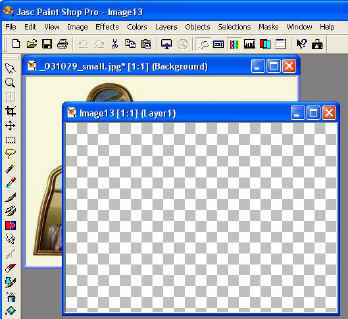 Jasc Paint Shop Pro - Image13
File Edit View Image Effects Colors Layers Objects Selections Masks Window Help
_031029_small.jpg* [1:1] (Background)
Image13 [1:1] (Layer1)